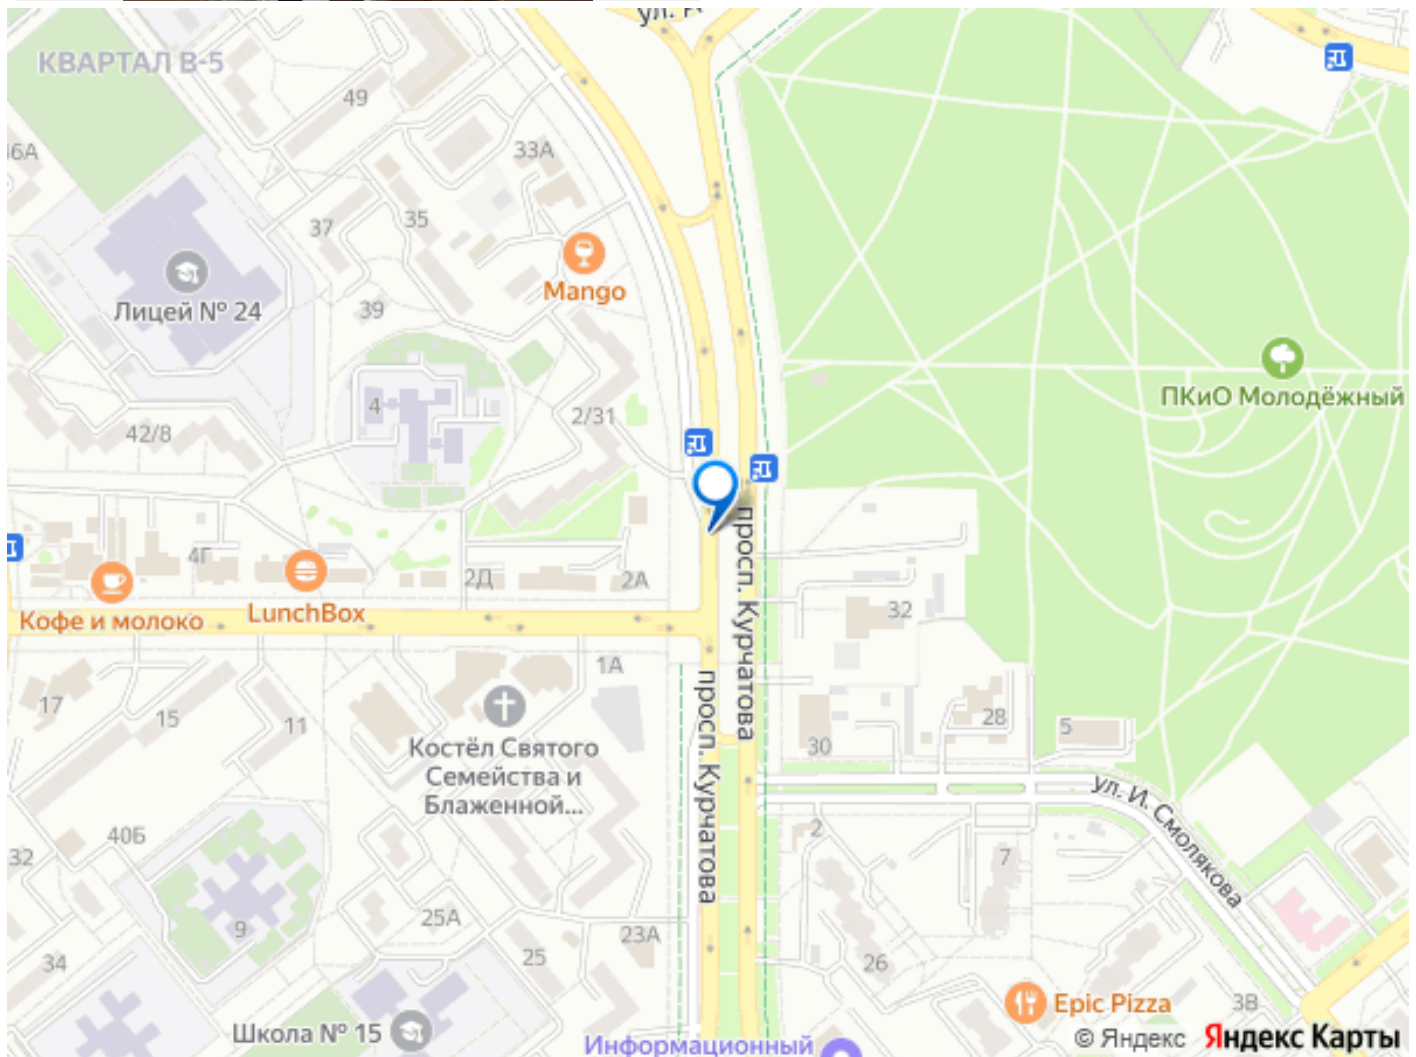 КВАРТАЛ В-5
49
33А
37
35
Mango
Лицей № 24
39
4
2/31
42/8
ПКиО Молодёжный
4Г
2Д
2А
LunchBox
Кофе и молоко
просп. Курчатова
32
1А
17
15
11
Костёл Святого
Семейства и
Блаженной...
просп. Курчатова
28
5
30
ул. И. Смолякова
2
7
40Б
32
9
25А
23А
25
26
34
3В
Epic Pizza
Школа № 15
Информационный
© Яндекс Яндекс Карты